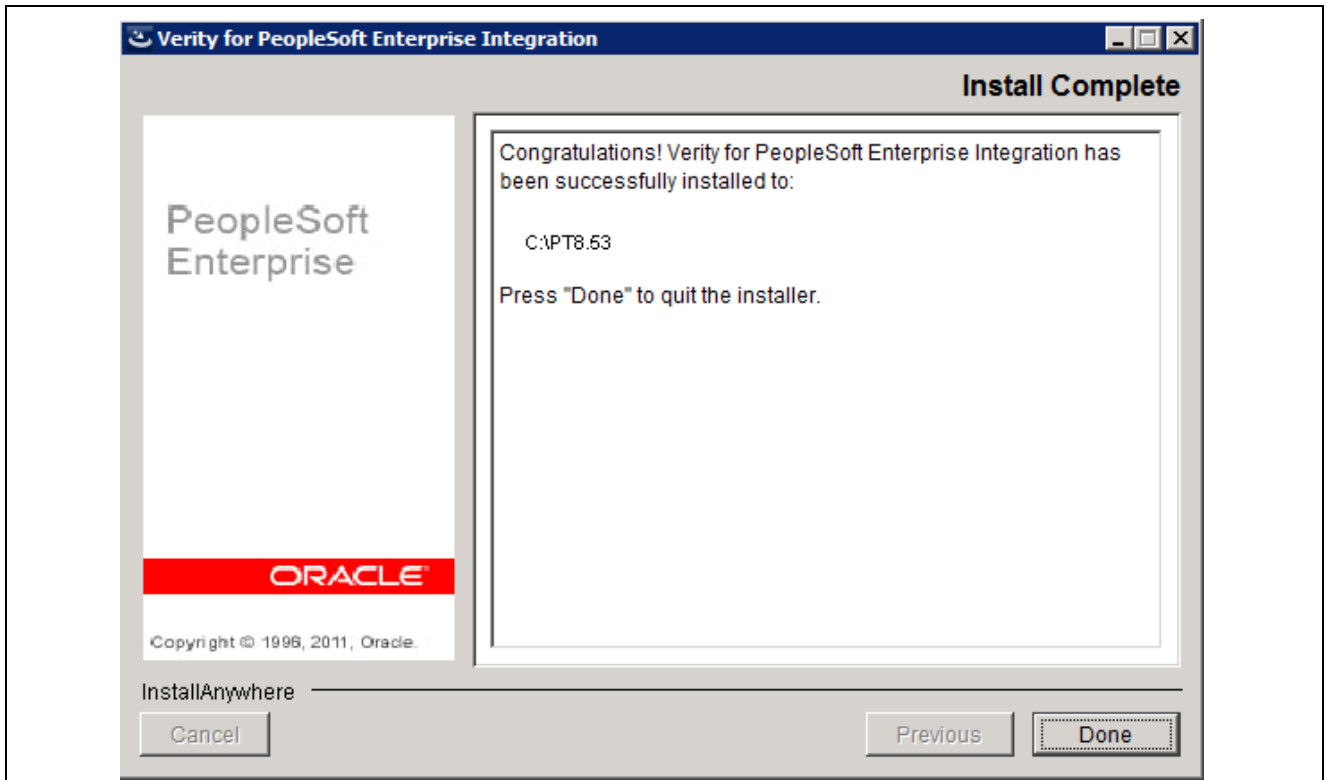 Verity for PeopleSoft Enterprise Integration
Install Complete
Congratulations! Verity for PeopleSoft Enterprise Integration has
been successfully installed to:
C:\PT8.53
Press "Done" to quit the installer.
PeopleSoft
Enterprise
ORACLE
Copyright © 1996, 2011, Oracle.
InstallAnywhere
Cancel
Previous
Done